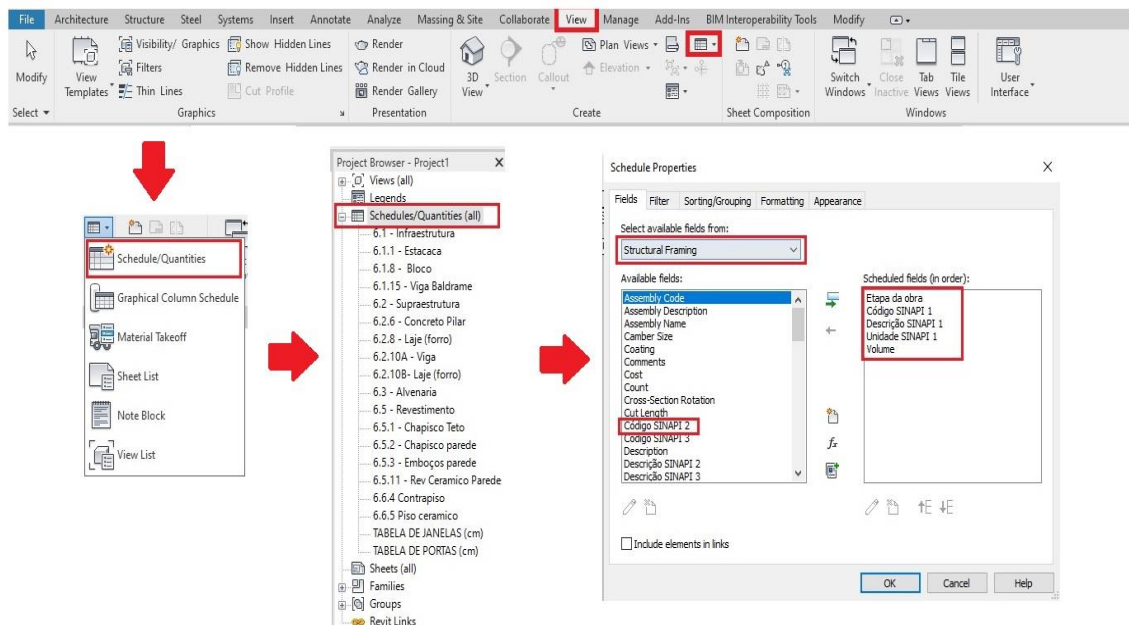 File Architecture Structure Steel Systems Insert Annotate Analyze Massing & Site Collaborate View Manage Add-Ins BIM Interoperability Tools Modify
Modify
Select
View
Templates
Visibility/ Graphics
Filters
Thin Lines
Show Hidden Lines
Remove Hidden Lines
Cut Profile
Graphics
Render
Render in Cloud
Render Gallery
Presentation
3D
View
Section
Callout
Plan Views
Elevation
Create
Sheet Composition
Switch
Windows
Close
Inactive
Tab
Views
Tile
Views
Windows
User
Interface
Schedule/Quantities
Graphical Column Schedule
Material Takeoff
Sheet List
Note Block
View List
Project Browser - Project1 X
Views (all)
Legends
Schedules/Quantities (all)
6.1 - Infraestrutura
6.1.1 - Estacaca
6.1.8 - Bloco
6.1.15 - Viga Baldrame
6.2 - Supraestrutura
6.2.6 - Concreto Pilar
6.2.8 - Laje (forro)
6.2.10A - Viga
6.2.10B- Laje (forro)
6.3 - Alvenaria
6.5 - Revestimento
6.5.1 - Chapisco Teto
6.5.2 - Chapisco parede
6.5.3 - Emboços parede
6.5.11 - Rev Ceramico Parede
6.6.4 Contrapiso
6.6.5 Piso ceramico
TABELA DE JANELAS (cm)
TABELA DE PORTAS (cm)
Sheets (all)
Families
Groups
Revit Links
Schedule Properties X
Fields Filter Sorting/Grouping Formatting Appearance
Select available fields from:
Structural Framing
Available fields:
Assembly Code
Assembly Description
Assembly Name
Camber Size
Coating
Comments
Cost
Count
Cross-Section Rotation
Cut Length
Código SINAPI 2
Código SINAPI 3
Description
Descrição SINAPI 2
Descrição SINAPI 3
fx
Scheduled fields (in order):
Etapa da obra
Código SINAPI 1
Descrição SINAPI 1
Unidade SINAPI 1
Volume
Include elements in links
OK Cancel Help